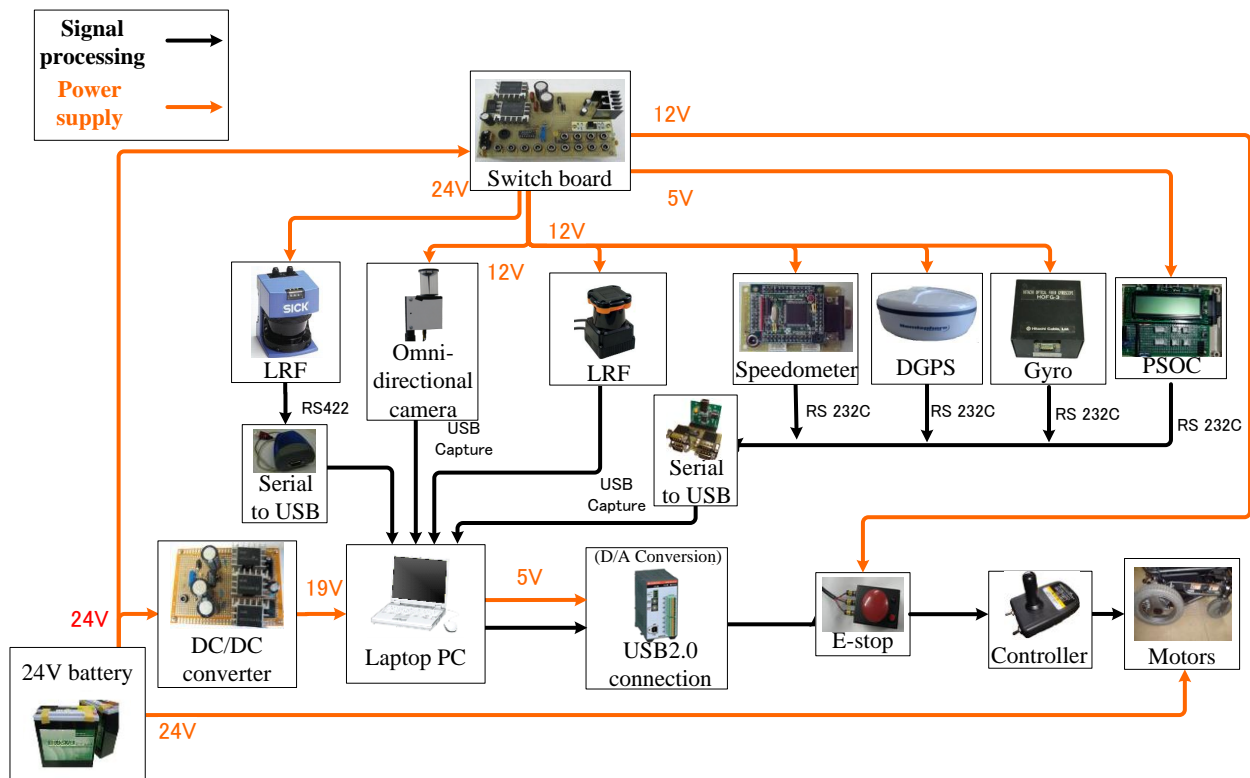 Signal
processing
Power
supply
Switch board
12V
24V
5V
12V
12V
SICK
LRF
Omni-
directional
camera
LRF
Speedometer
DGPS
HOFG-3
Gyro
PSOC
RS422
USB
Capture
RS 232C
RS 232C
RS 232C
RS 232C
Serial
to USB
USB
Capture
Serial
to USB
24V
DC/DC
converter
19V
Laptop PC
5V
(D/A Conversion)
USB2.0
connection
E-stop
Controller
Motors
24V battery
24V